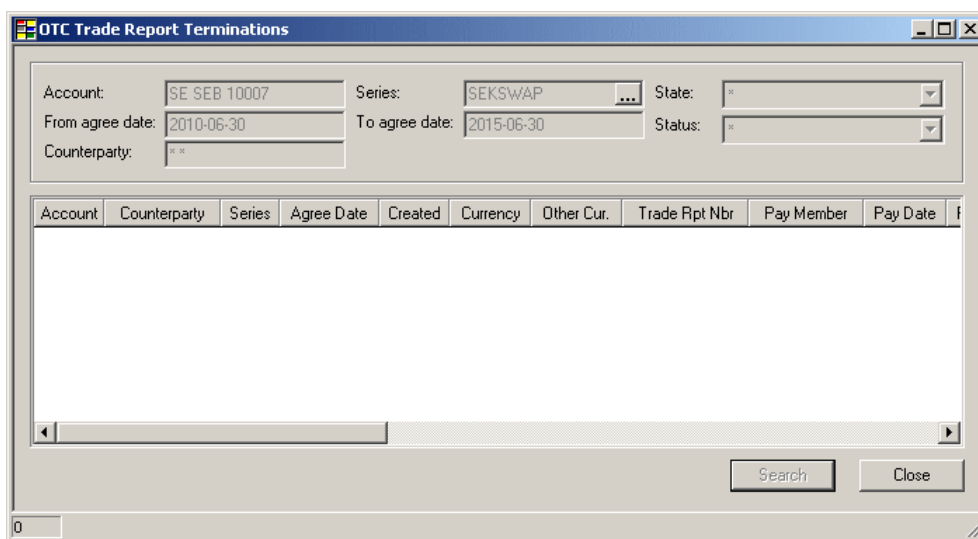 OTC Trade Report Terminations
Account: SE SEB 10007 Series: SEKSWAP ... State: *
From agree date: 2010-06-30 To agree date: 2015-06-30 Status: *
Counterparty: * *
Account Counterparty Series Agree Date Created Currency Other Cur. Trade Rpt Nbr Pay Member Pay Date
Search Close
0